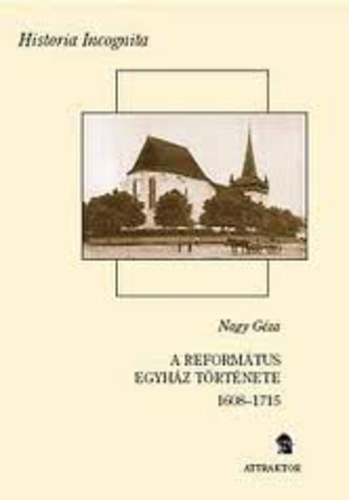 Historia Incognita
Nagy Géza
A REFORMÁTUS
EGYHÁZ TÖRTÉNETE
1608–1715
ATTRAKTOR